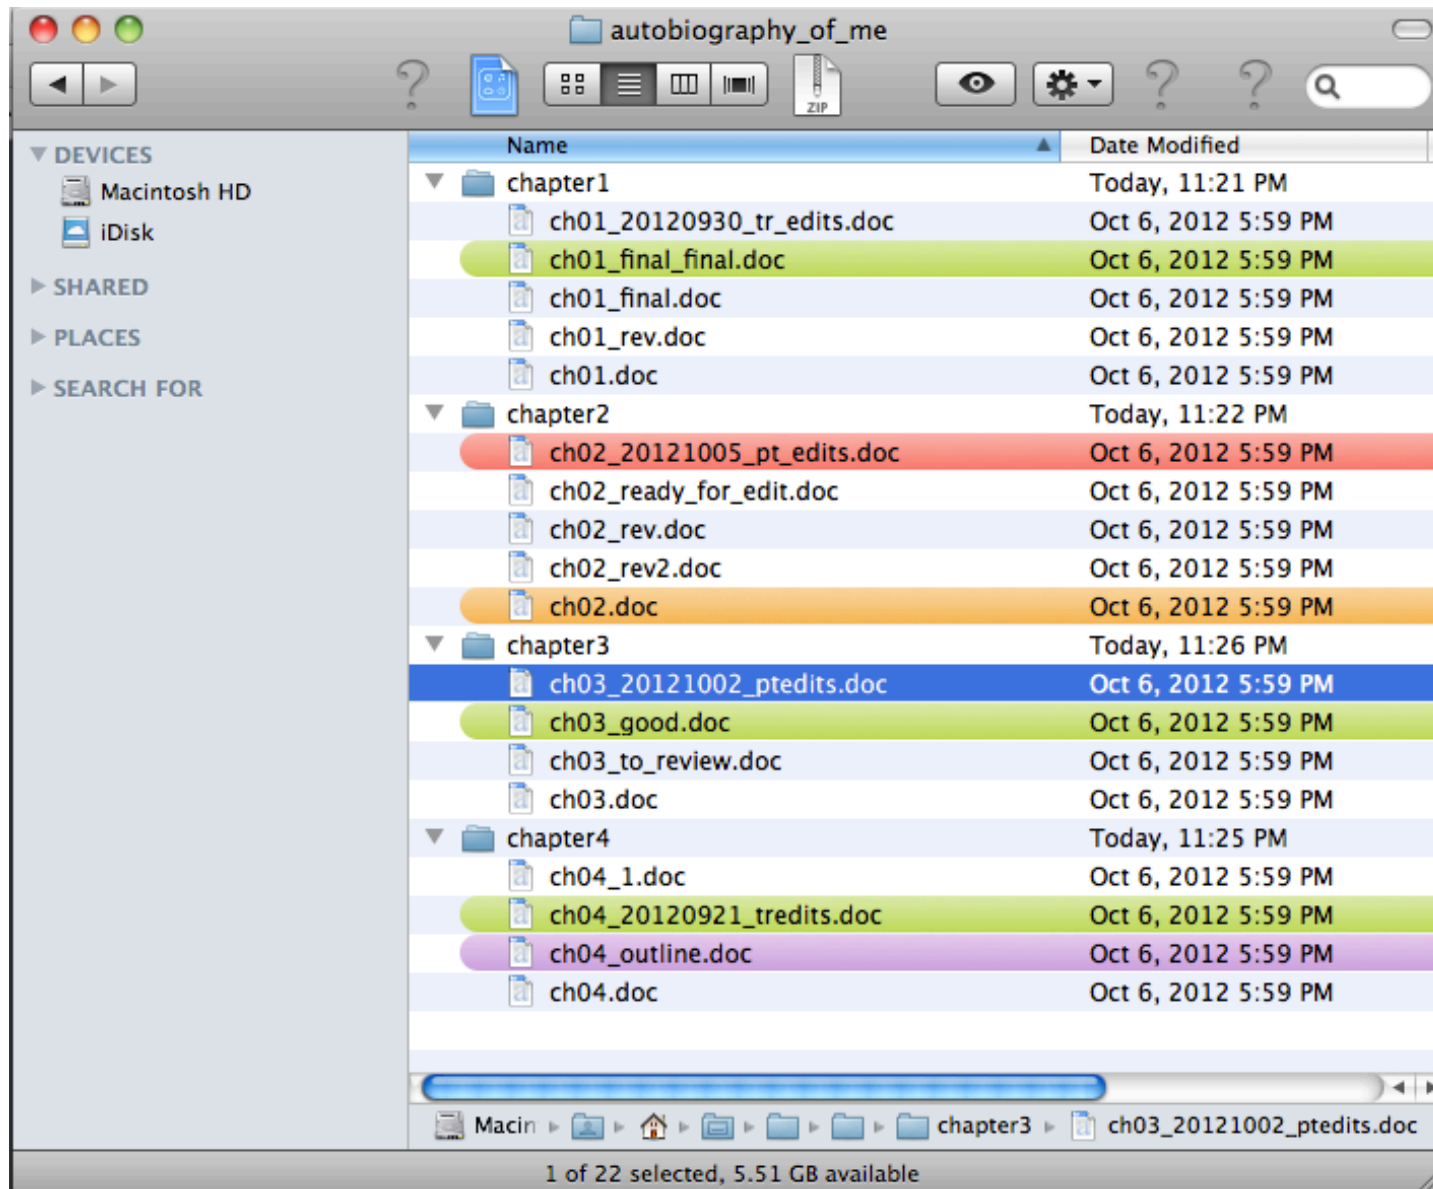 autobiography_of_me
ZIP
Name Date Modified
DEVICES
Macintosh HD
iDisk
SHARED
PLACES
SEARCH FOR
chapter1 Today, 11:21 PM
ch01_20120930_tr_edits.doc Oct 6, 2012 5:59 PM
ch01_final_final.doc Oct 6, 2012 5:59 PM
ch01_final.doc Oct 6, 2012 5:59 PM
ch01_rev.doc Oct 6, 2012 5:59 PM
ch01.doc Oct 6, 2012 5:59 PM
chapter2 Today, 11:22 PM
ch02_20121005_pt_edits.doc Oct 6, 2012 5:59 PM
ch02_ready_for_edit.doc Oct 6, 2012 5:59 PM
ch02_rev.doc Oct 6, 2012 5:59 PM
ch02_rev2.doc Oct 6, 2012 5:59 PM
ch02.doc Oct 6, 2012 5:59 PM
chapter3 Today, 11:26 PM
ch03_20121002_ptedits.doc Oct 6, 2012 5:59 PM
ch03_good.doc Oct 6, 2012 5:59 PM
ch03_to_review.doc Oct 6, 2012 5:59 PM
ch03.doc Oct 6, 2012 5:59 PM
chapter4 Today, 11:25 PM
ch04_1.doc Oct 6, 2012 5:59 PM
ch04_20120921_tredits.doc Oct 6, 2012 5:59 PM
ch04_outline.doc Oct 6, 2012 5:59 PM
ch04.doc Oct 6, 2012 5:59 PM
Macin chapter3 ch03_20121002_ptedits.doc
1 of 22 selected, 5.51 GB available